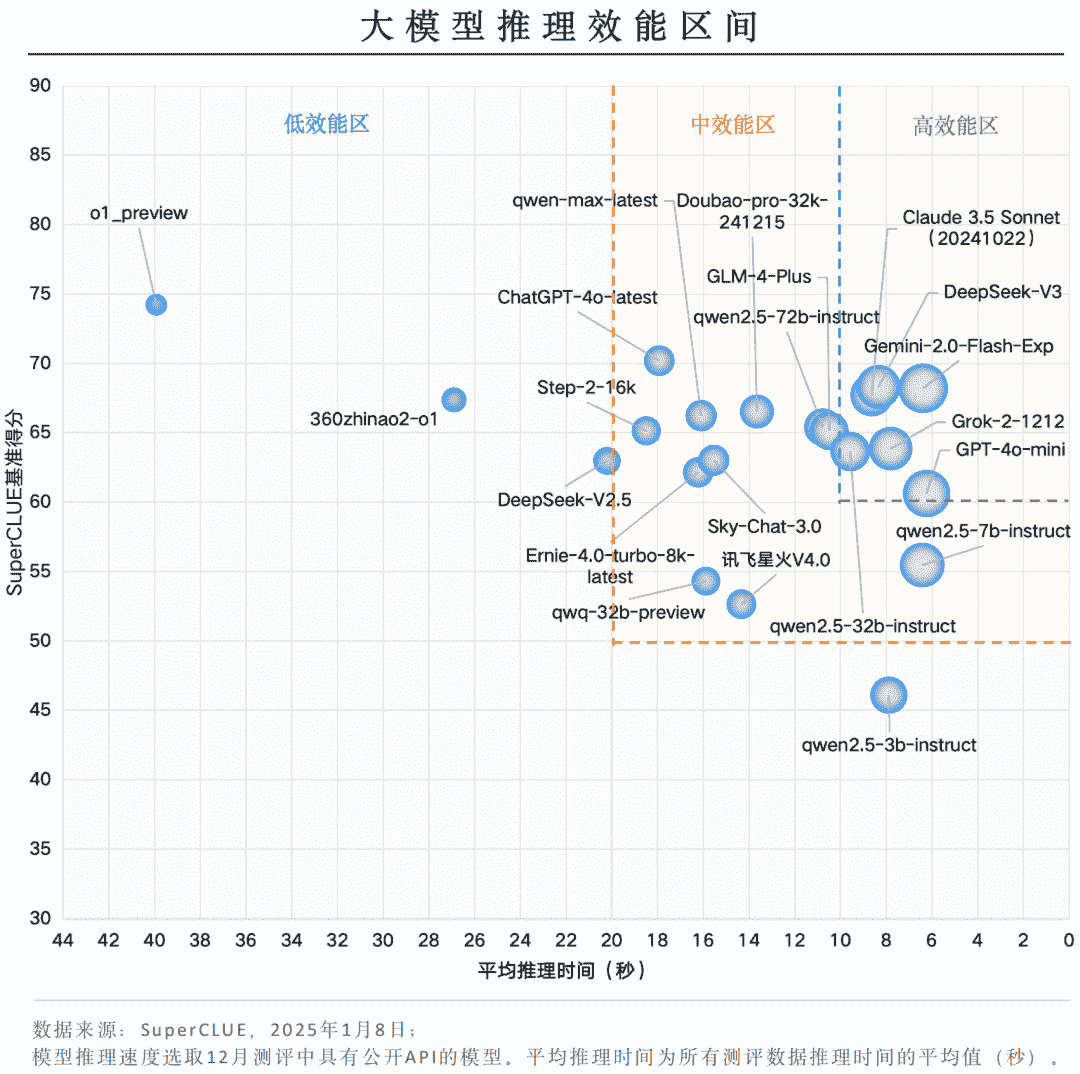 大模型推理效能区间
90
低效能区
中效能区
高效能区
85
80
75
70
65
60
55
50
45
40
35
30
SuperCLUE基准得分
o1_preview
360zhinao2-o1
qwen-max-latest
Doubao-pro-32k-
241215
Claude 3.5 Sonnet
(20241022)
GLM-4-Plus
DeepSeek-V3
ChatGPT-4o-latest
qwen2.5-72b-instruct
Gemini-2.0-Flash-Exp
Step-2-16k
Grok-2-1212
GPT-4o-mini
DeepSeek-V2.5
Sky-Chat-3.0
qwen2.5-7b-instruct
Ernie-4.0-turbo-8k-
latest
讯飞星火V4.0
qwq-32b-preview
qwen2.5-32b-instruct
qwen2.5-3b-instruct
44 42 40 38 36 34 32 30 28 26 24 22 20 18 16 14 12 10 8 6 4 2 0
平均推理时间（秒）
数据来源：SuperCLUE，2025年1月8日；
模型推理速度选取12月测评中具有公开API的模型。平均推理时间为所有测评数据推理时间的平均值（秒）。